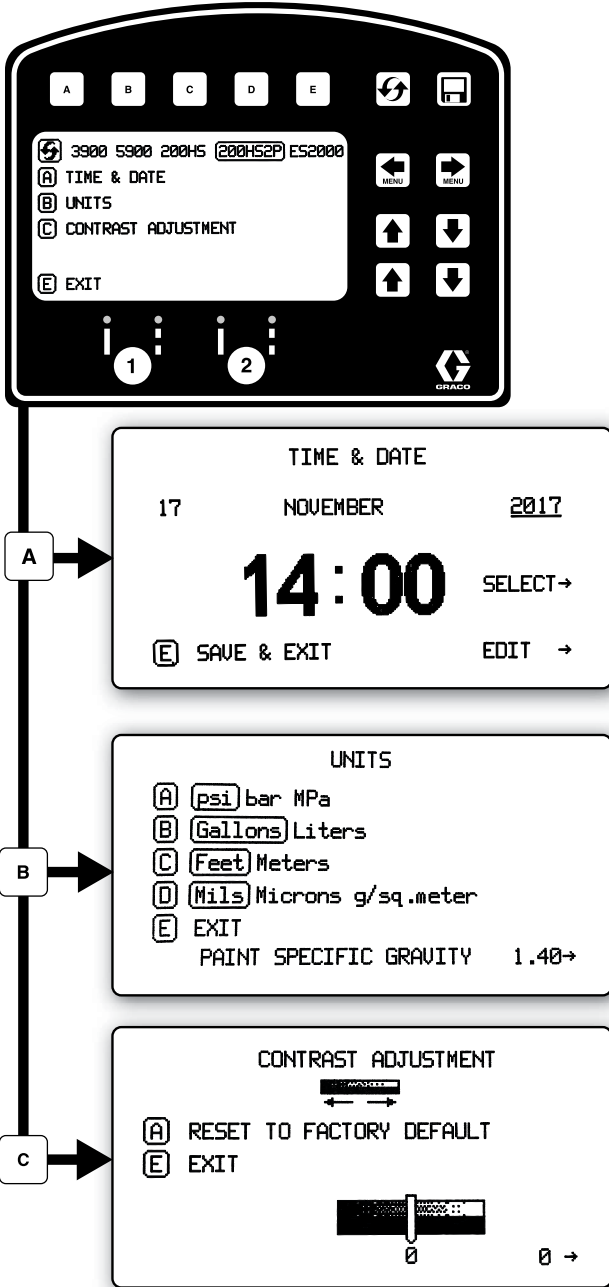 A B C D E
3900 5900 200HS 200HS2P ES2000
A TIME & DATE
MENU MENU
B UNITS
C CONTRAST ADJUSTMENT
E EXIT
1 2
GRACO
TIME & DATE
17 NOVEMBER 2017
A
14:00 SELECT→
E SAVE & EXIT EDIT →
UNITS
A psi bar MPa
B Gallons Liters
B
C Feet Meters
D Mils Microns g/sq.meter
E EXIT
PAINT SPECIFIC GRAVITY 1.40→
CONTRAST ADJUSTMENT
A RESET TO FACTORY DEFAULT
C
E EXIT
0 0 →